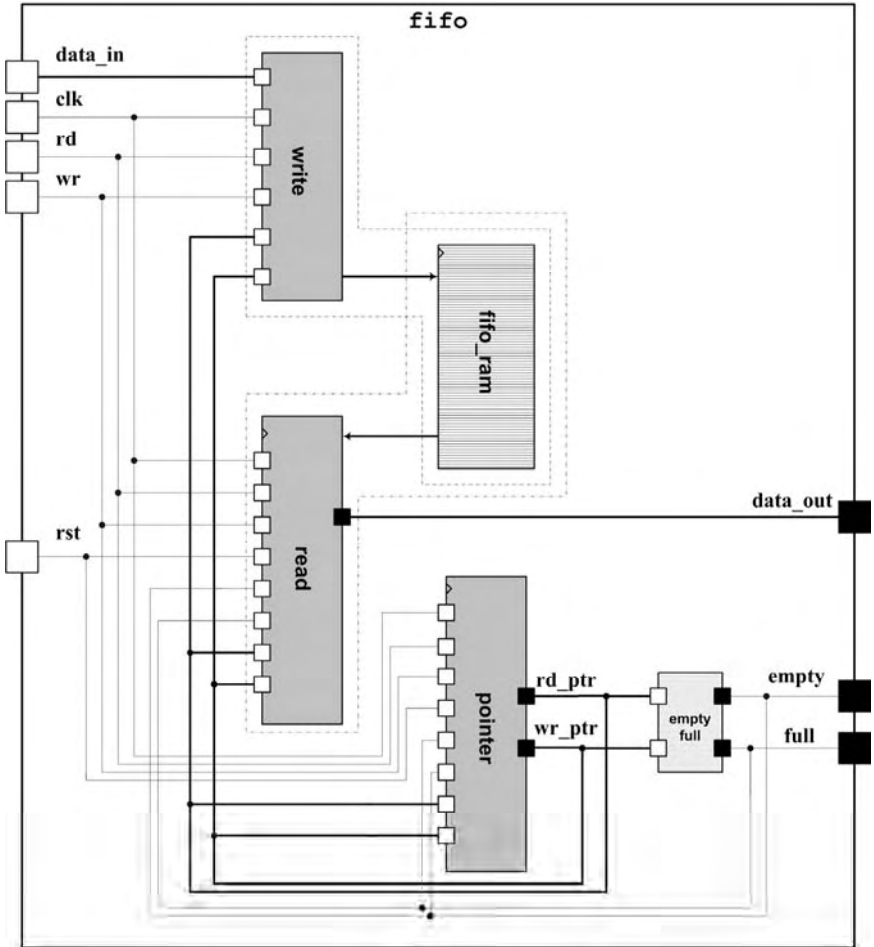 fifo
data_in
clk
rd
wr
write
fifo_ram
data_out
rst
read
pointer
rd_ptr
wr_ptr
empty
full
empty
full